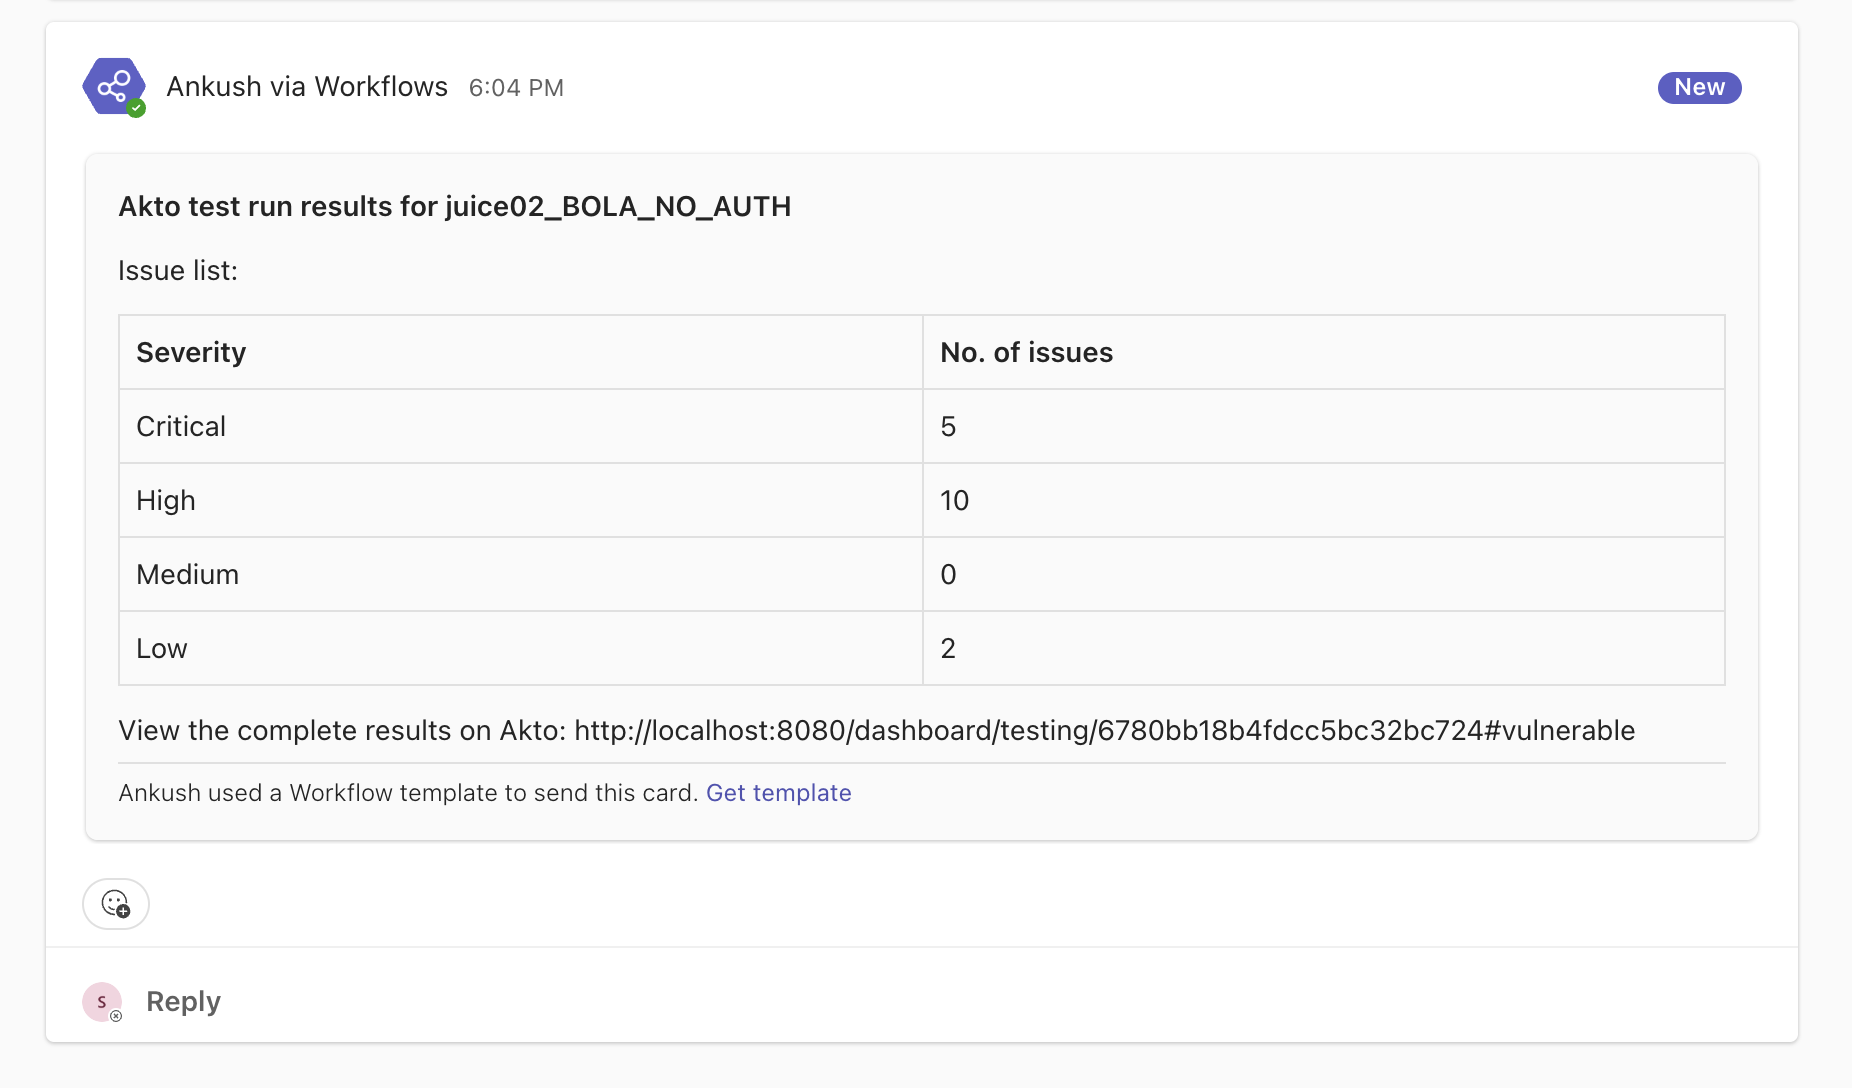 Ankush via Workflows 6:04 PM
New
Akto test run results for juice02_BOLA_NO_AUTH
Issue list:
Severity No. of issues
Critical 5
High 10
Medium 0
Low 2
View the complete results on Akto: http://localhost:8080/dashboard/testing/6780bb18b4fdcc5bc32bc724#vulnerable
Ankush used a Workflow template to send this card. Get template
S
Reply